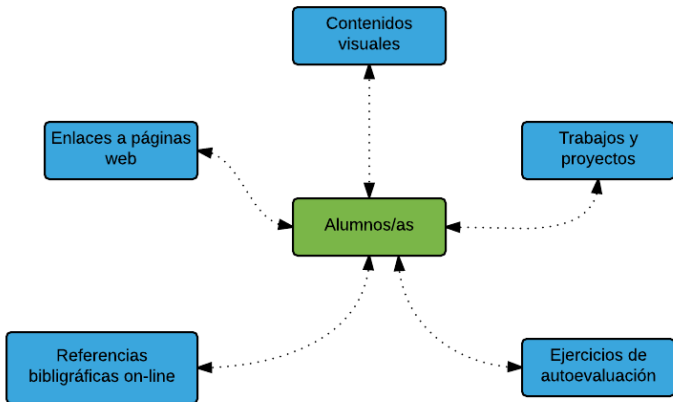 Contenidos
visuales
Enlaces a páginas
web
Trabajos y
proyectos
Alumnos/as
Referencias
bibligráficas on-line
Ejercicios de
autoevaluación